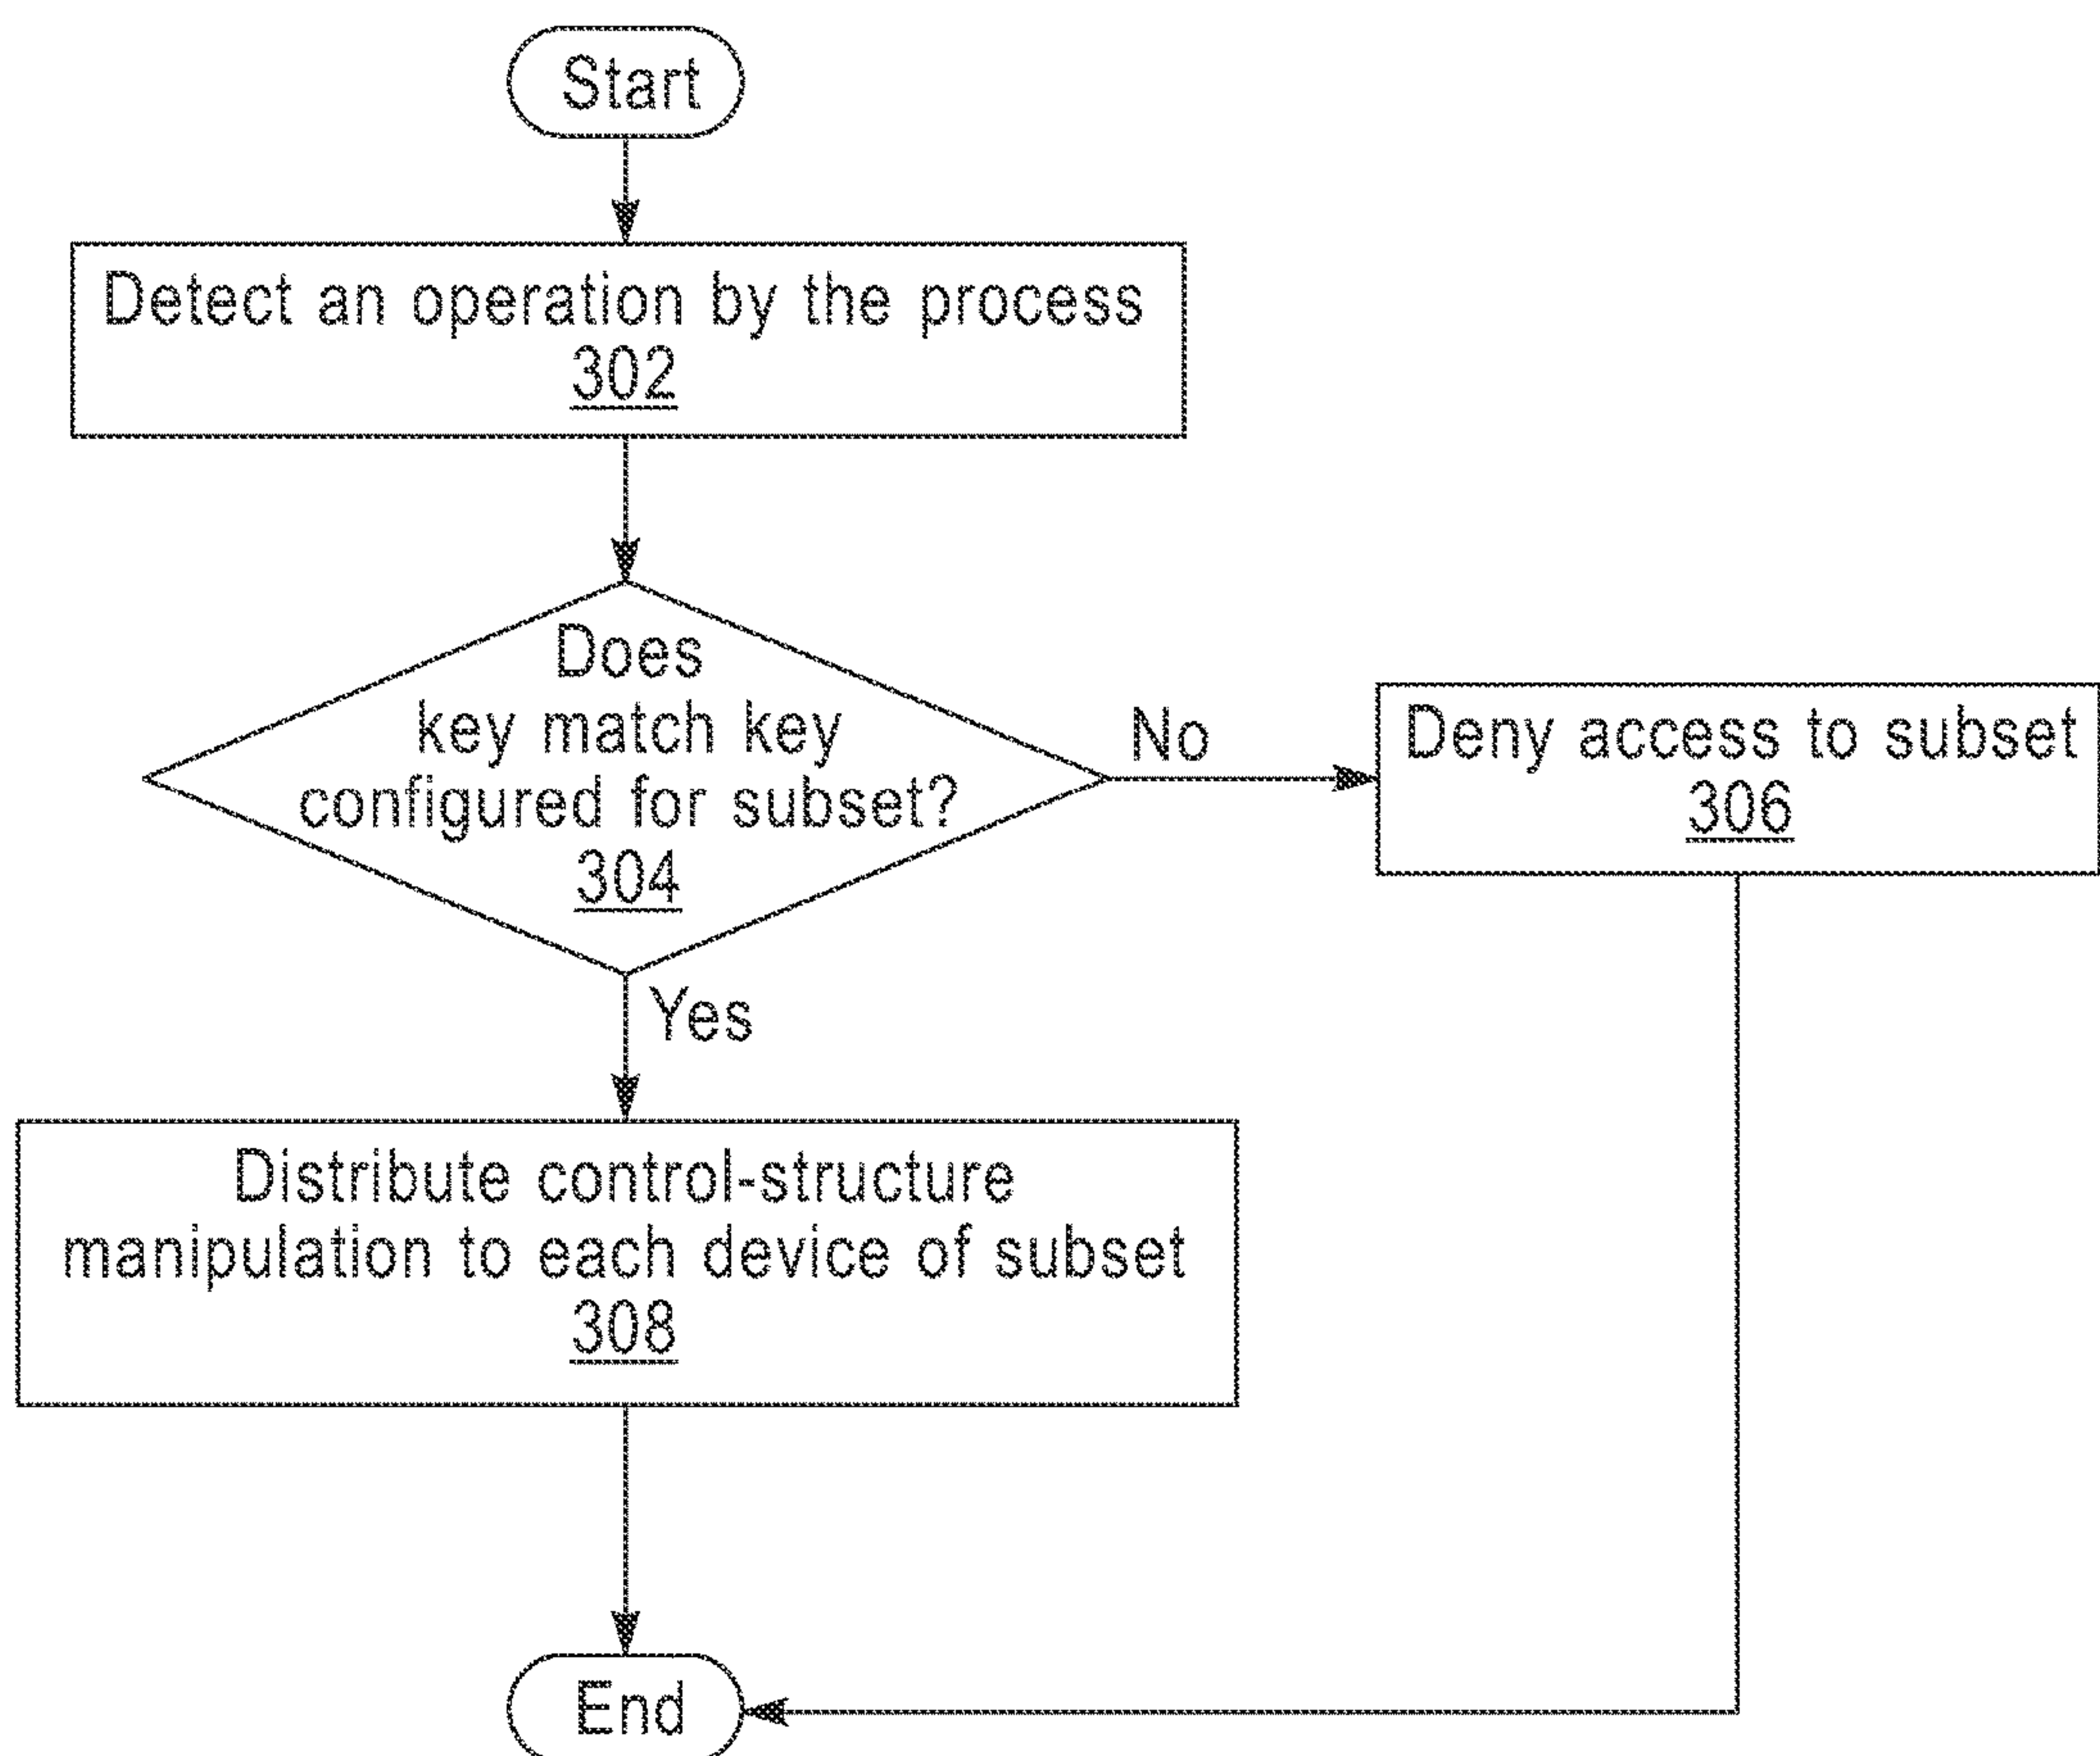 Start
Detect an operation by the process
302
Does
key match key
configured for subset?
304
No
Deny access to subset
306
Yes
Distribute control-structure
manipulation to each device of subset
308
End